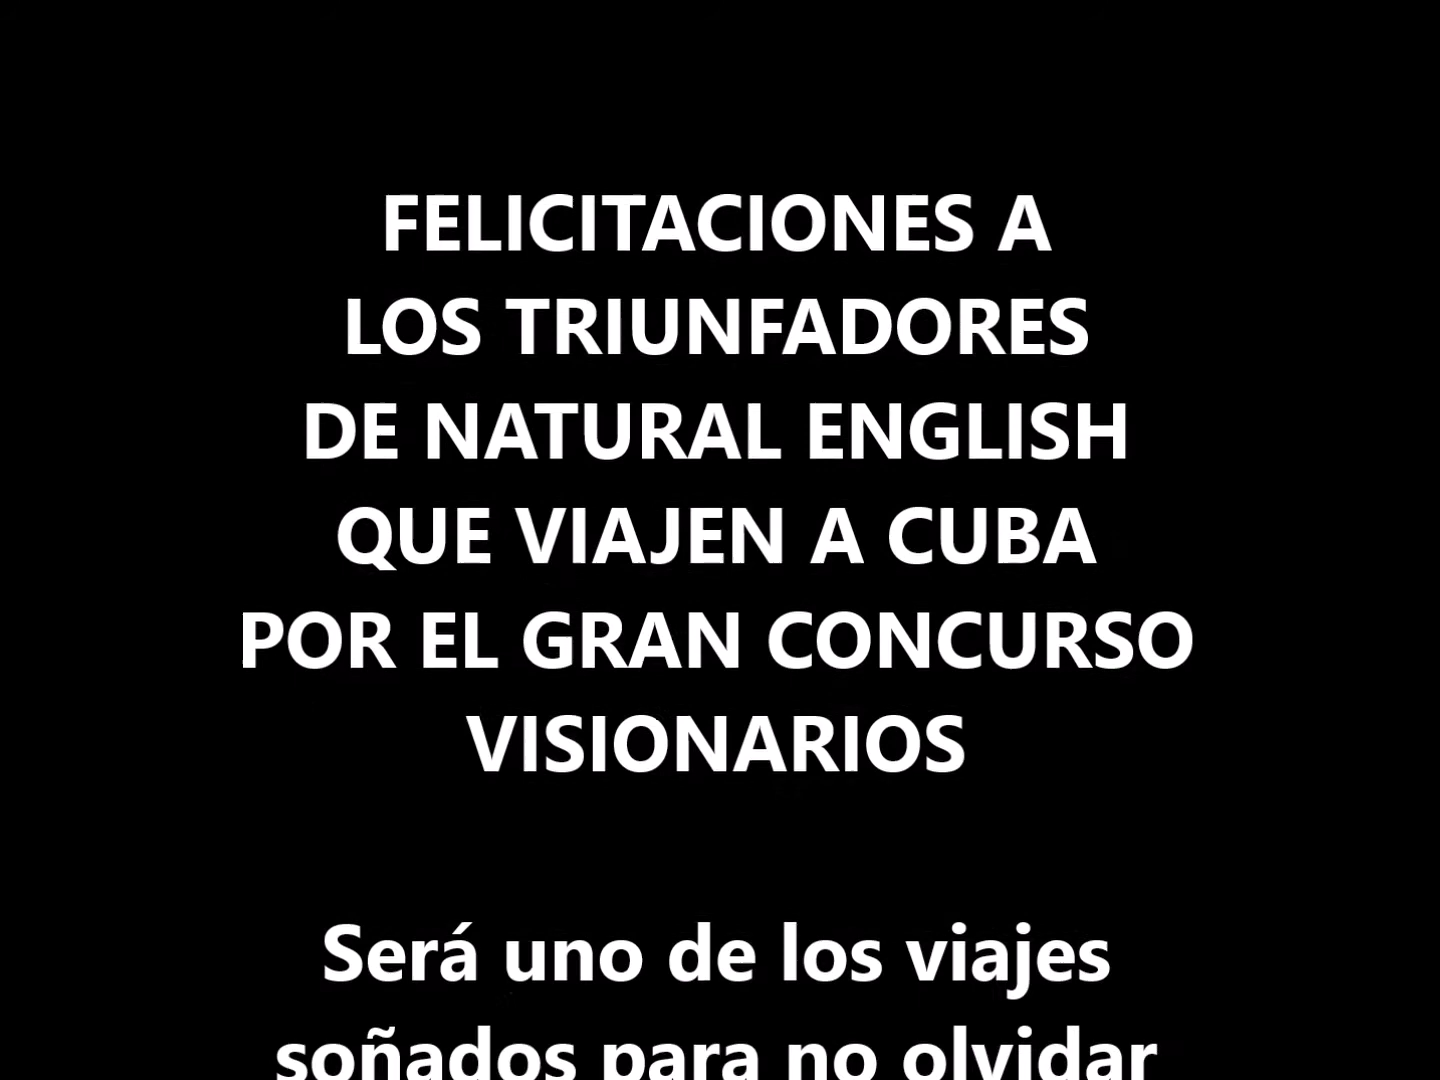 FELICITACIONES A
LOS TRIUNFADORES
DE NATURAL ENGLISH
QUE VIAJEN A CUBA
POR EL GRAN CONCURSO
VISIONARIOS
Será uno de los viajes
soñados para no olvidar